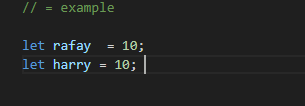 // = example
let rafay  = 10;
let harry = 10;